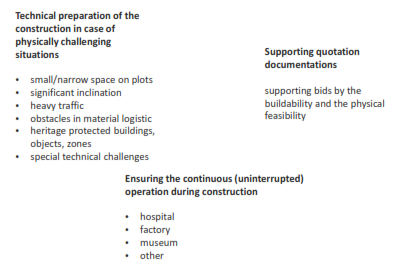 Technical preparation of the
construction in case of
physically challenging
situations
• small/narrow space on plots
• significant inclination
• heavy traffic
• obstacles in material logistic
• heritage protected buildings,
objects, zones
• special technical challenges
Supporting quotation
documentations
supporting bids by the
buildability and the physical
feasibility
Ensuring the continuous (uninterrupted)
operation during construction
• hospital
• factory
• museum
• other